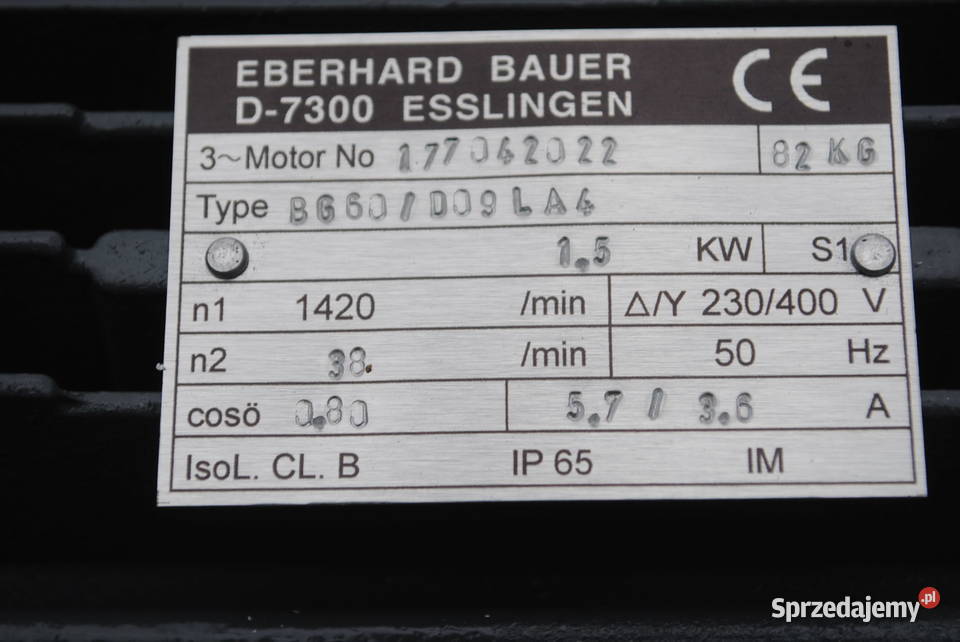 EBERHARD BAUER
D-7300 ESSLINGEN
CE
3~Motor No 177042022 82 KG
Type BG60/D09LA4
1.5 KW S1
n1 1420 /min Δ/Y 230/400 V
n2 38. /min 50 Hz
cosö 0.80 5.7 / 3.6 A
IsoL. CL. B IP 65 IM
Sprzedajemy.pl